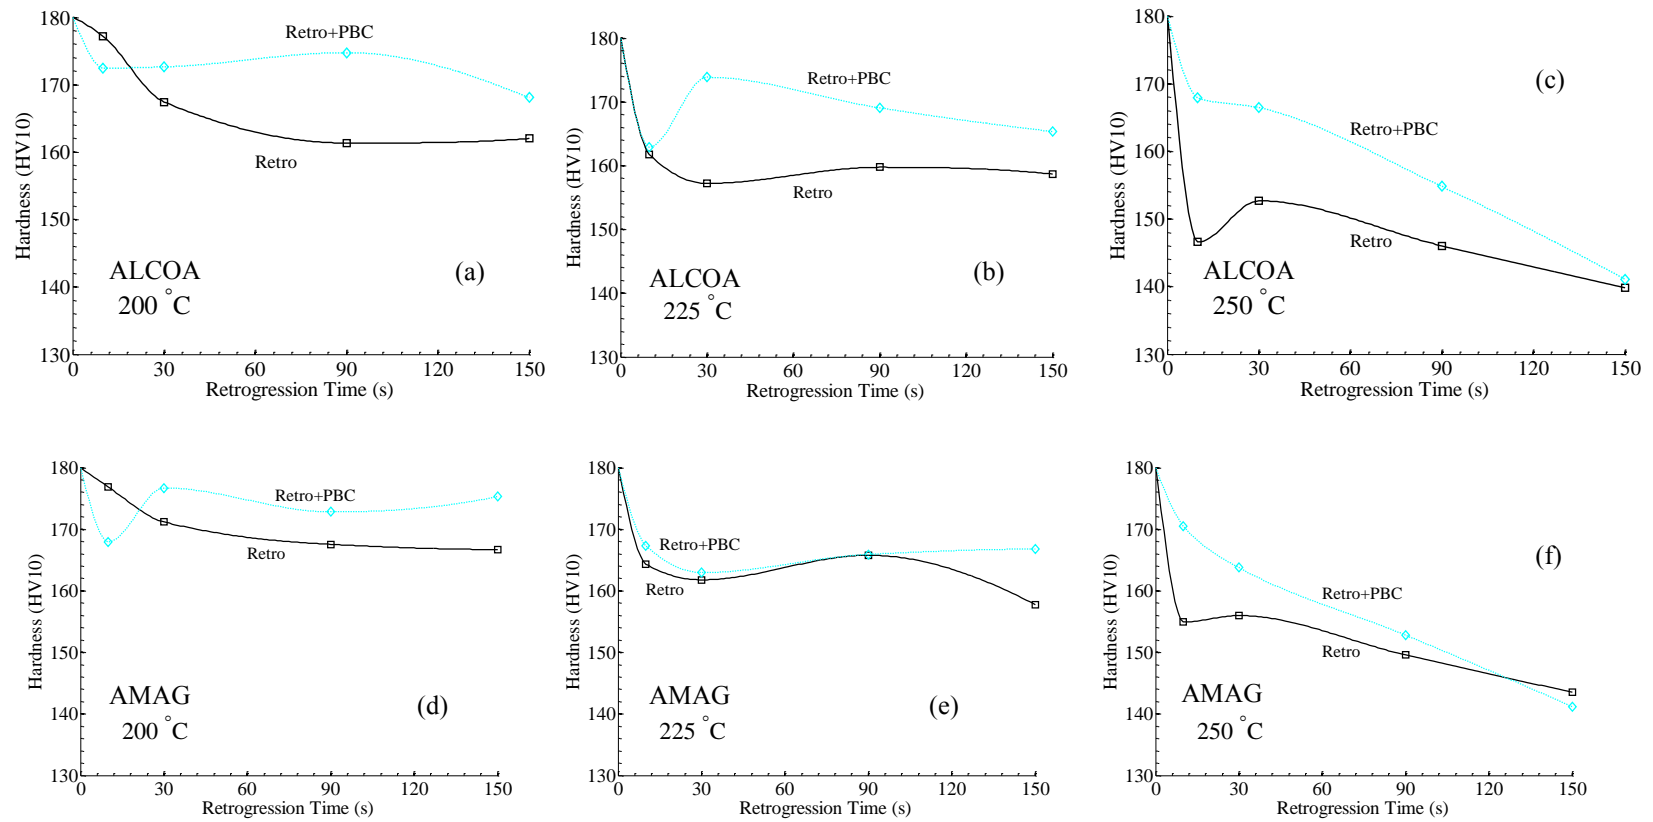 180
170
160
150
140
130
Hardness (HV10)
Retro+PBC
Retro
ALCOA
200 °C
(a)
0 30 60 90 120 150
Retrogression Time (s)
180
170
160
150
140
130
Hardness (HV10)
Retro+PBC
Retro
ALCOA
225 °C
(b)
0 30 60 90 120 150
Retrogression Time (s)
180
170
160
150
140
130
Hardness (HV10)
(c)
Retro+PBC
Retro
ALCOA
250 °C
0 30 60 90 120 150
Retrogression Time (s)
180
170
160
150
140
130
Hardness (HV10)
Retro+PBC
Retro
AMAG
200 °C
(d)
0 30 60 90 120 150
Retrogression Time (s)
180
170
160
150
140
130
Hardness (HV10)
Retro+PBC
Retro
AMAG
225 °C
(e)
0 30 60 90 120 150
Retrogression Time (s)
180
170
160
150
140
130
Hardness (HV10)
(f)
Retro+PBC
Retro
AMAG
250 °C
0 30 60 90 120 150
Retrogression Time (s)